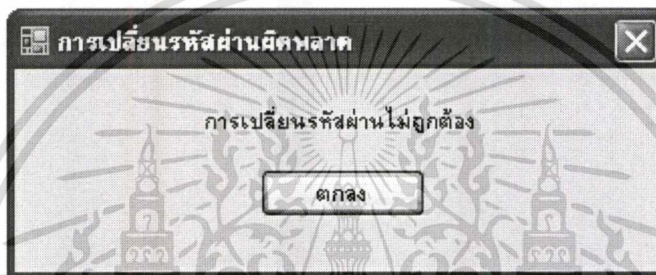 การเปลี่ยนรหัสผ่านผิดพลาด
การเปลี่ยนรหัสผ่านไม่ถูกต้อง
ตกลง